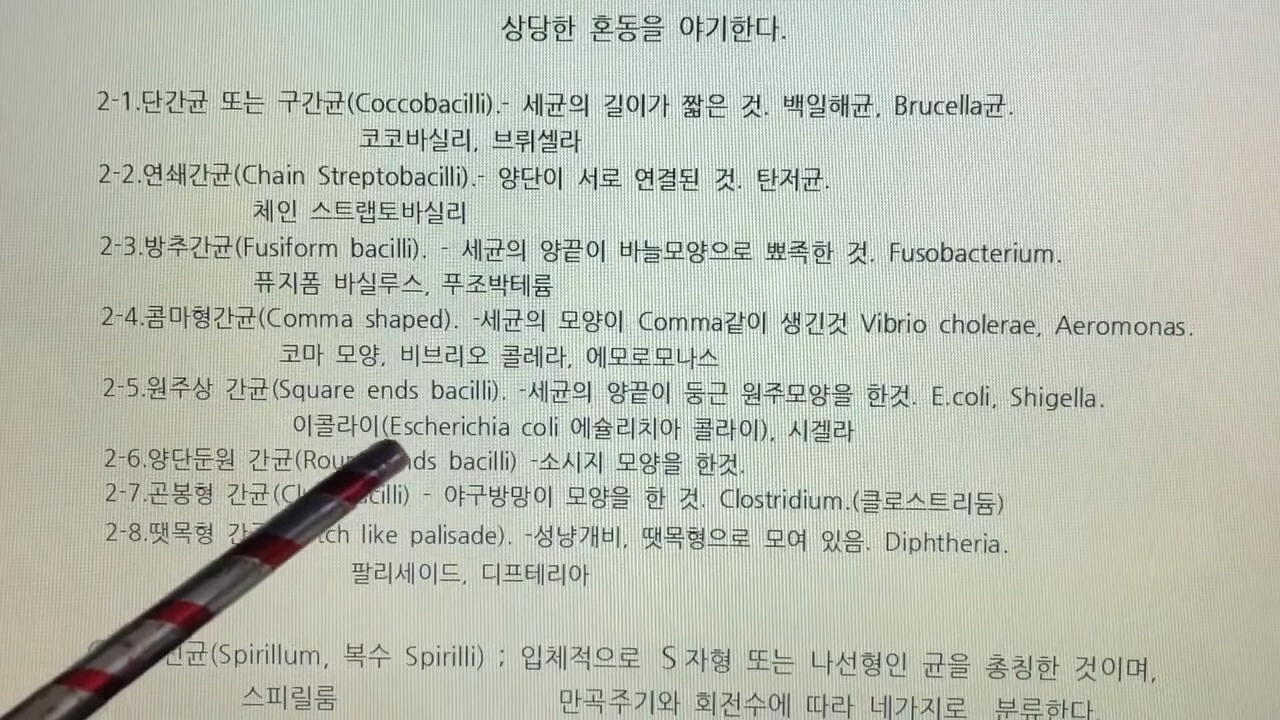 상당한 혼동을 야기한다.
2-1.단간균 또는 구간균(Coccobacilli).- 세균의 길이가 짧은 것. 백일해균, Brucella균.
코코바실리, 브뤼셀라
2-2.연쇄간균(Chain Streptobacilli).- 양단이 서로 연결된 것. 탄저균.
체인 스트랩토바실리
2-3.방추간균(Fusiform bacilli). - 세균의 양끝이 바늘모양으로 뾰족한 것. Fusobacterium.
퓨지폼 바실루스, 푸조박테륨
2-4.콤마형간균(Comma shaped). -세균의 모양이 Comma같이 생긴것 Vibrio cholerae, Aeromonas.
코마 모양, 비브리오 콜레라, 에모로모나스
2-5.원주상 간균(Square ends bacilli). -세균의 양끝이 둥근 원주모양을 한것. E.coli, Shigella.
이콜라이(Escherichia coli 에슐리치아 콜라이), 시겔라
2-6.양단둔원 간균 bacilli) -소시지 모양을 한것.
2-7.곤봉형 간균 - 야구방망이 모양을 한 것. Clostridium.(클로스트리듐)
2-8.땟목형 like palisade). -성냥개비, 땟목형으로 모여 있음. Diphtheria.
팔리세이드, 디프테리아
(Spirillum, 복수 Spirilli) ; 입체적으로 S 자형 또는 나선형인 균을 총칭한 것이며,
스피릴룸 만곡주기와 회전수에 따라 네가지로 분류한다